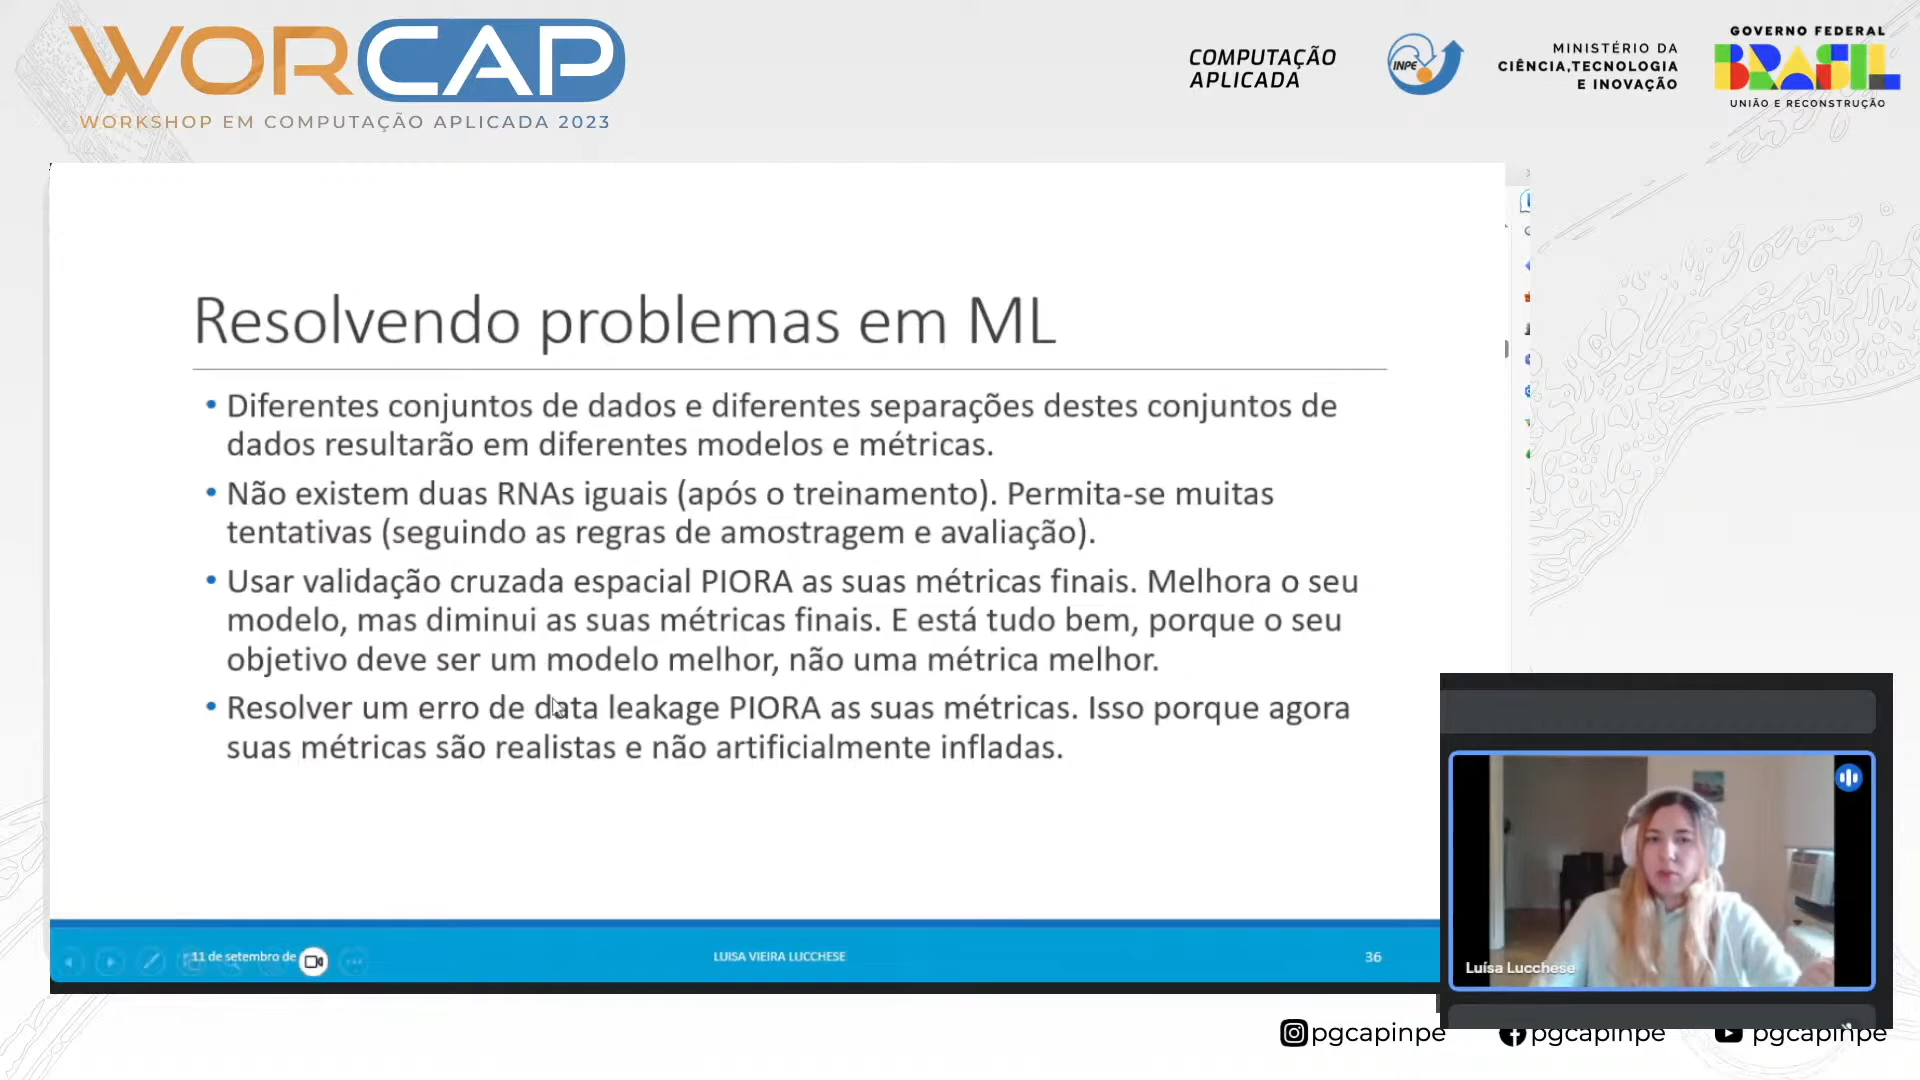 WORCAP
WORKSHOP EM COMPUTAÇÃO APLICADA 2023
COMPUTAÇÃO
APLICADA
INPE
MINISTÉRIO DA
CIÊNCIA,TECNOLOGIA
E INOVAÇÃO
GOVERNO FEDERAL
BRASIL
UNIÃO E RECONSTRUÇÃO
Resolvendo problemas em ML
• Diferentes conjuntos de dados e diferentes separações destes conjuntos de
dados resultarão em diferentes modelos e métricas.
• Não existem duas RNAs iguais (após o treinamento). Permita-se muitas
tentativas (seguindo as regras de amostragem e avaliação).
• Usar validação cruzada espacial PIORA as suas métricas finais. Melhora o seu
modelo, mas diminui as suas métricas finais. E está tudo bem, porque o seu
objetivo deve ser um modelo melhor, não uma métrica melhor.
• Resolver um erro de data leakage PIORA as suas métricas. Isso porque agora
suas métricas são realistas e não artificialmente infladas.
11 de setembro de
LUISA VIEIRA LUCCHESE
36
Luísa Lucchese
pgcapinpe
pgcapinpe
pgcapinpe